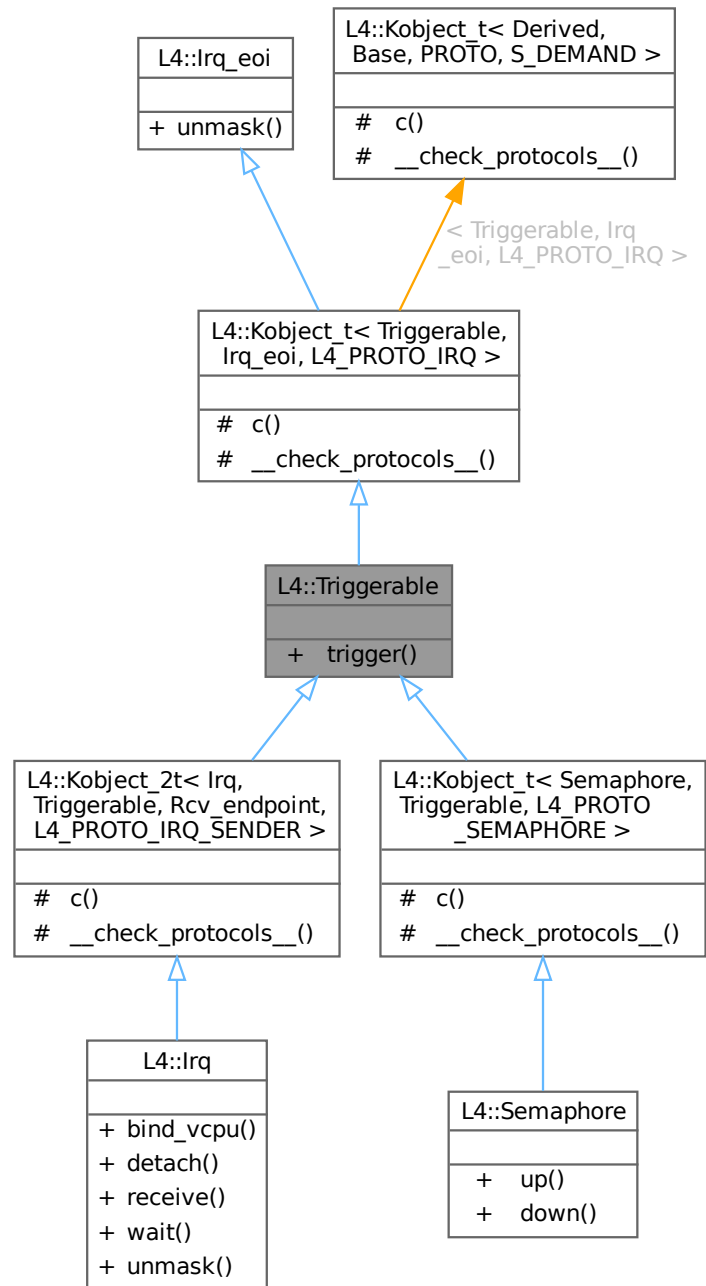 L4::Irq_eoi
+ unmask()
L4::Kobject_t< Derived,
Base, PROTO, S_DEMAND >
# c()
# __check_protocols__()
< Triggerable, Irq
_eoi, L4_PROTO_IRQ >
L4::Kobject_t< Triggerable,
Irq_eoi, L4_PROTO_IRQ >
# c()
# __check_protocols__()
L4::Triggerable
+ trigger()
L4::Kobject_2t< Irq,
Triggerable, Rcv_endpoint,
L4_PROTO_IRQ_SENDER >
# c()
# __check_protocols__()
L4::Kobject_t< Semaphore,
Triggerable, L4_PROTO
_SEMAPHORE >
# c()
# __check_protocols__()
L4::Irq
+ bind_vcpu()
+ detach()
+ receive()
+ wait()
+ unmask()
L4::Semaphore
+ up()
+ down()